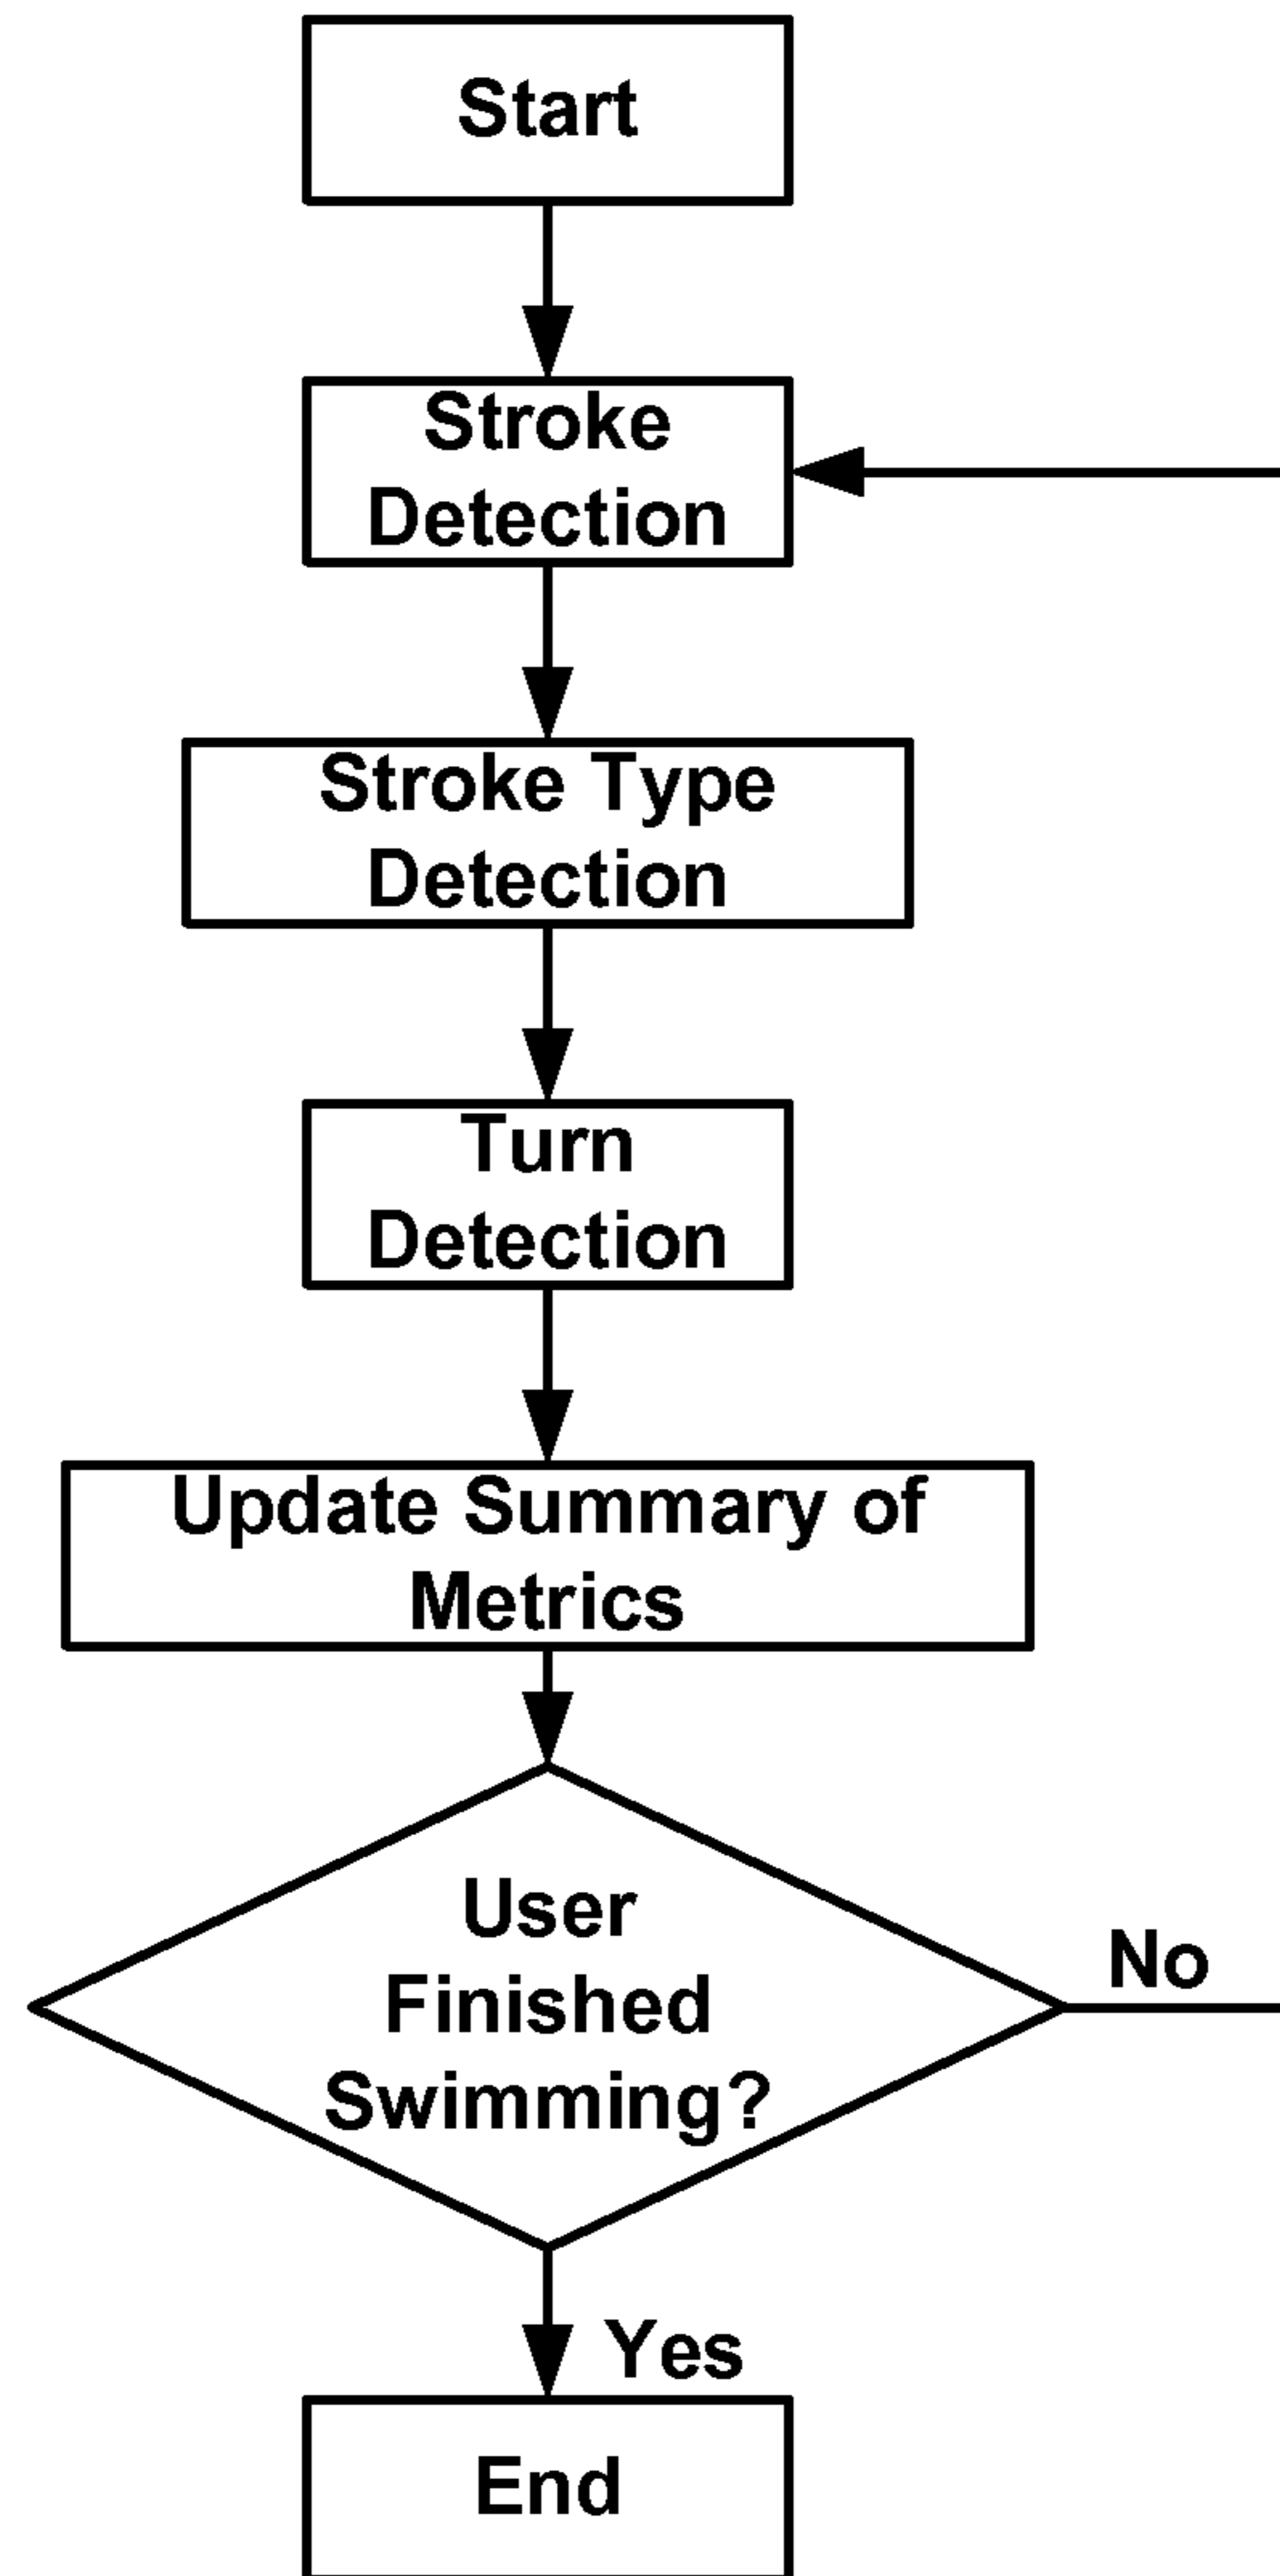 Start
Stroke
Detection
Stroke Type
Detection
Turn
Detection
Update Summary of
Metrics
User
Finished
Swimming?
No
Yes
End